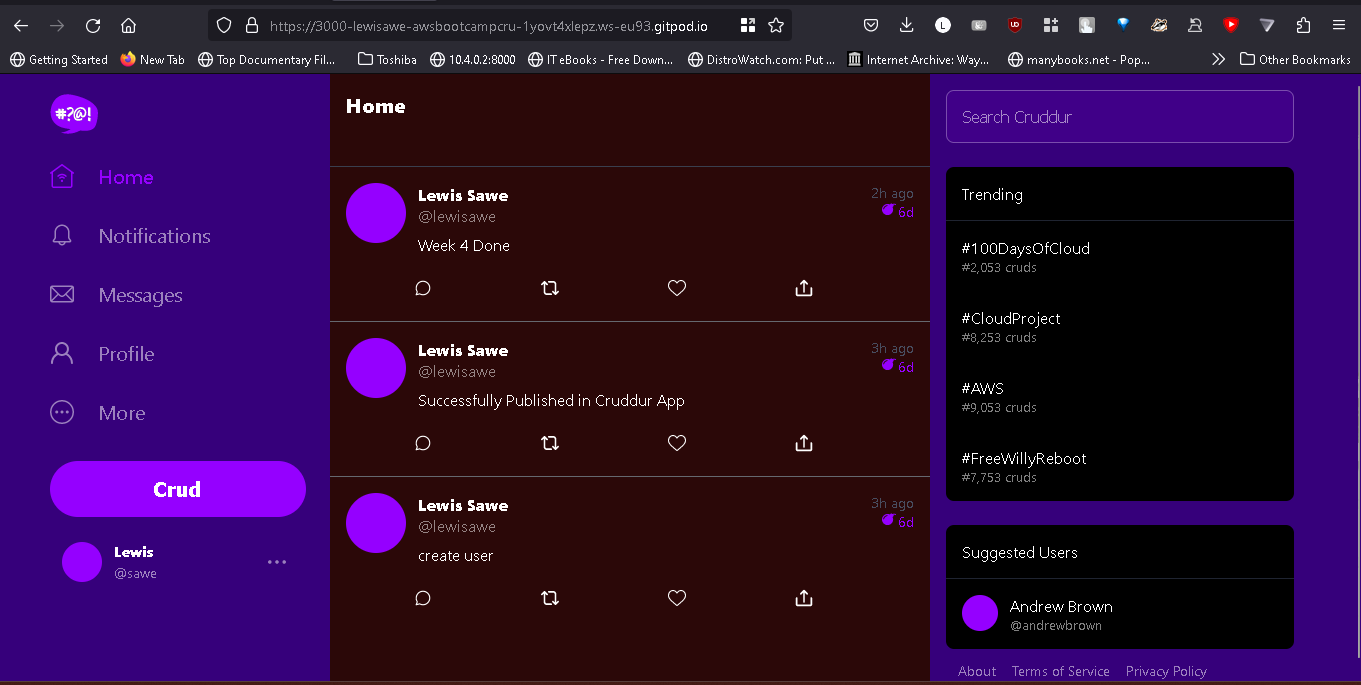 https://3000-lewisawe-awsbootcampcru-1yovt4xlepz.ws-eu93.gitpod.io
Getting Started New Tab Top Documentary Fil... Toshiba 10.4.0.2:8000 IT eBooks - Free Down... DistroWatch.com: Put ... Internet Archive: Way... manybooks.net - Pop... Other Bookmarks
#?@!
Home
Notifications
Messages
Profile
More
Crud
Lewis
@sawe
Home
Lewis Sawe 2h ago
@lewisawe 6d
Week 4 Done
Lewis Sawe 3h ago
@lewisawe 6d
Successfully Published in Cruddur App
Lewis Sawe 3h ago
@lewisawe 6d
create user
Search Cruddur
Trending
#100DaysOfCloud
#2,053 cruds
#CloudProject
#8,253 cruds
#AWS
#9,053 cruds
#FreeWillyReboot
#7,753 cruds
Suggested Users
Andrew Brown
@andrewbrown
About Terms of Service Privacy Policy